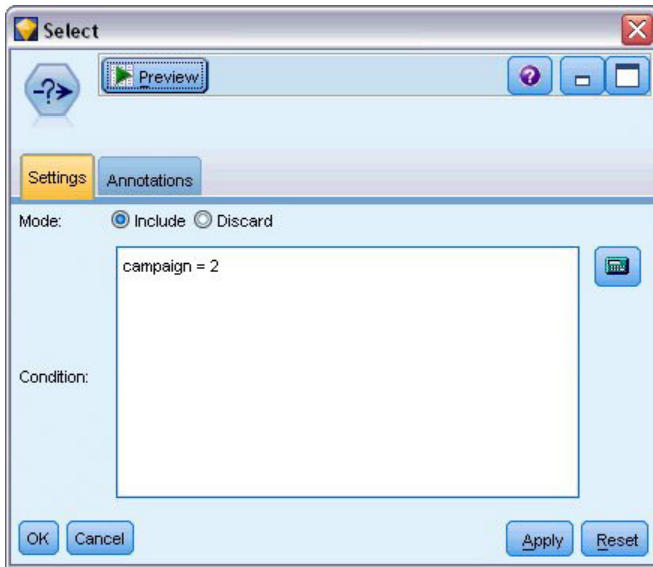 Select
Preview
Settings Annotations
Mode: Include Discard
campaign = 2
Condition:
OK Cancel Apply Reset